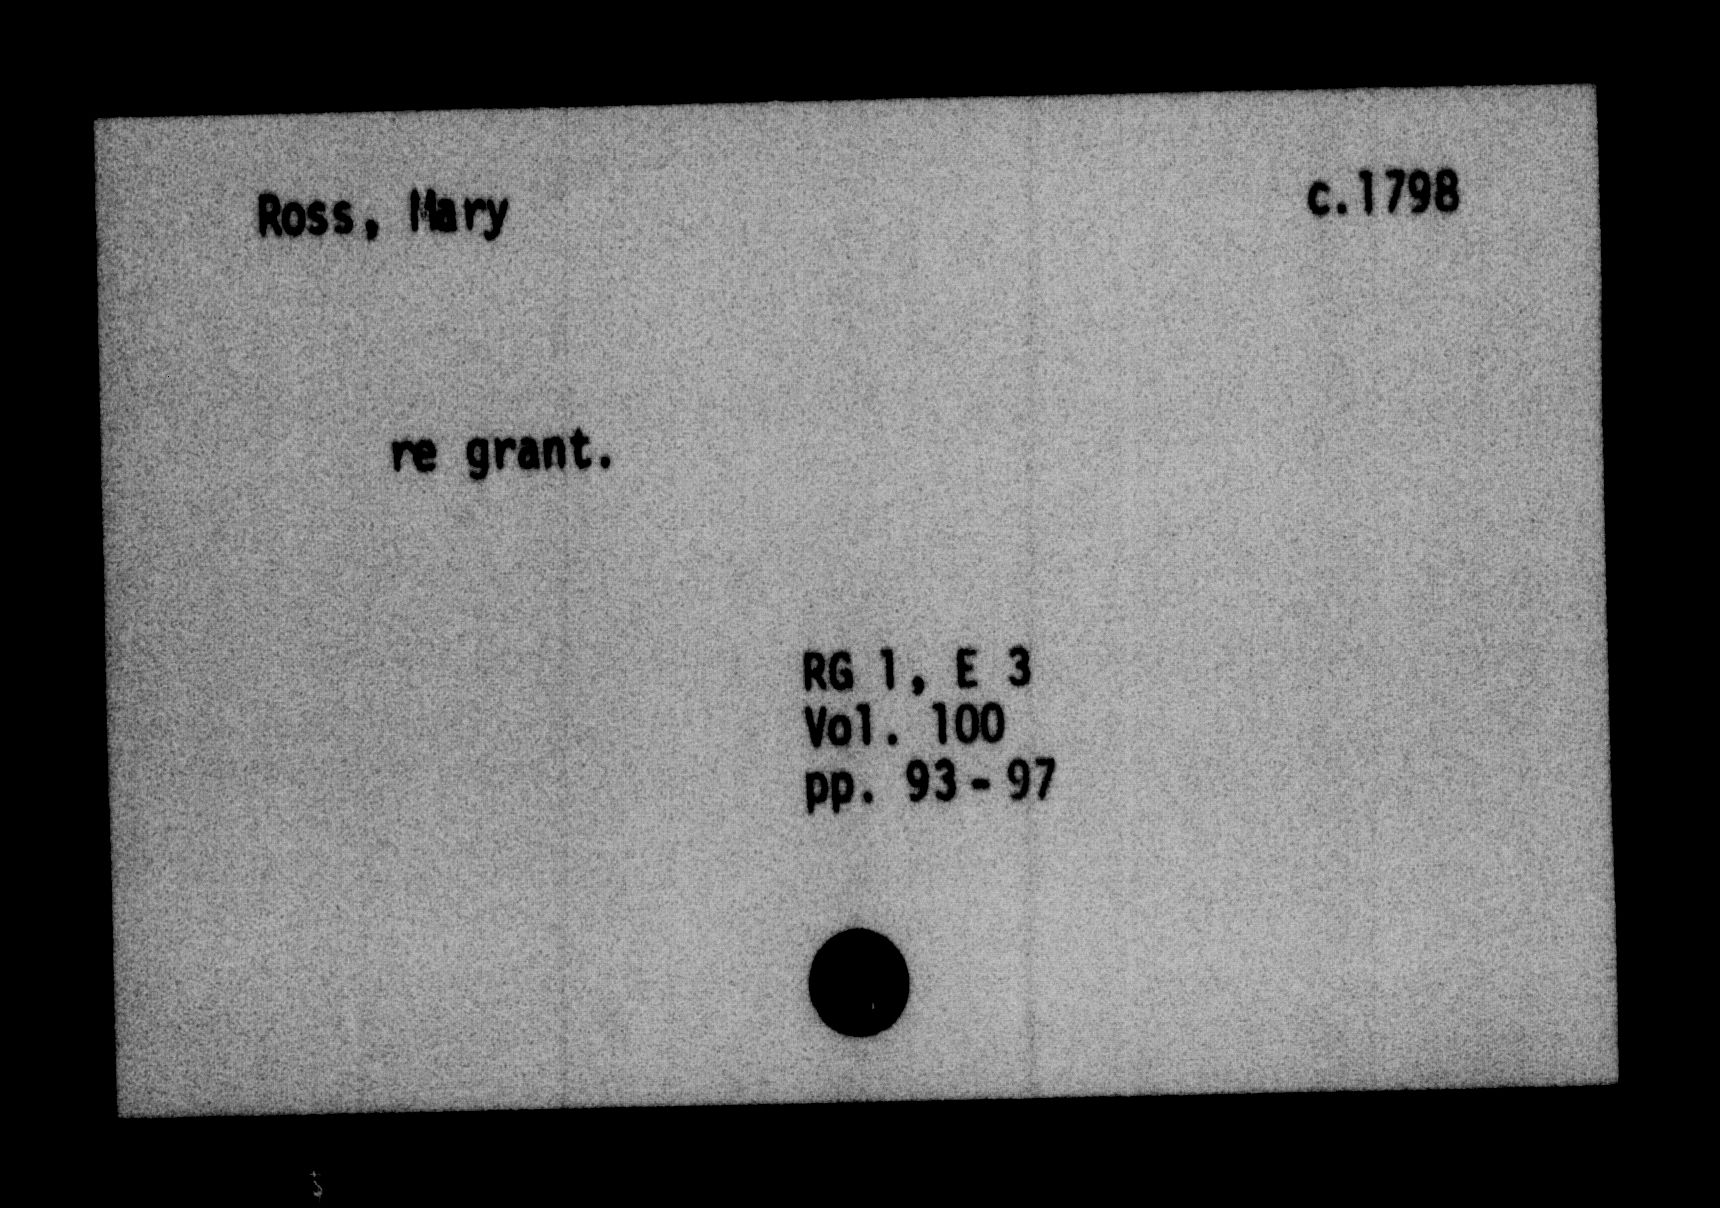 Ross, Mary c.1798
re grant.
RG 1, E 3
Vol. 100
pp. 93-97